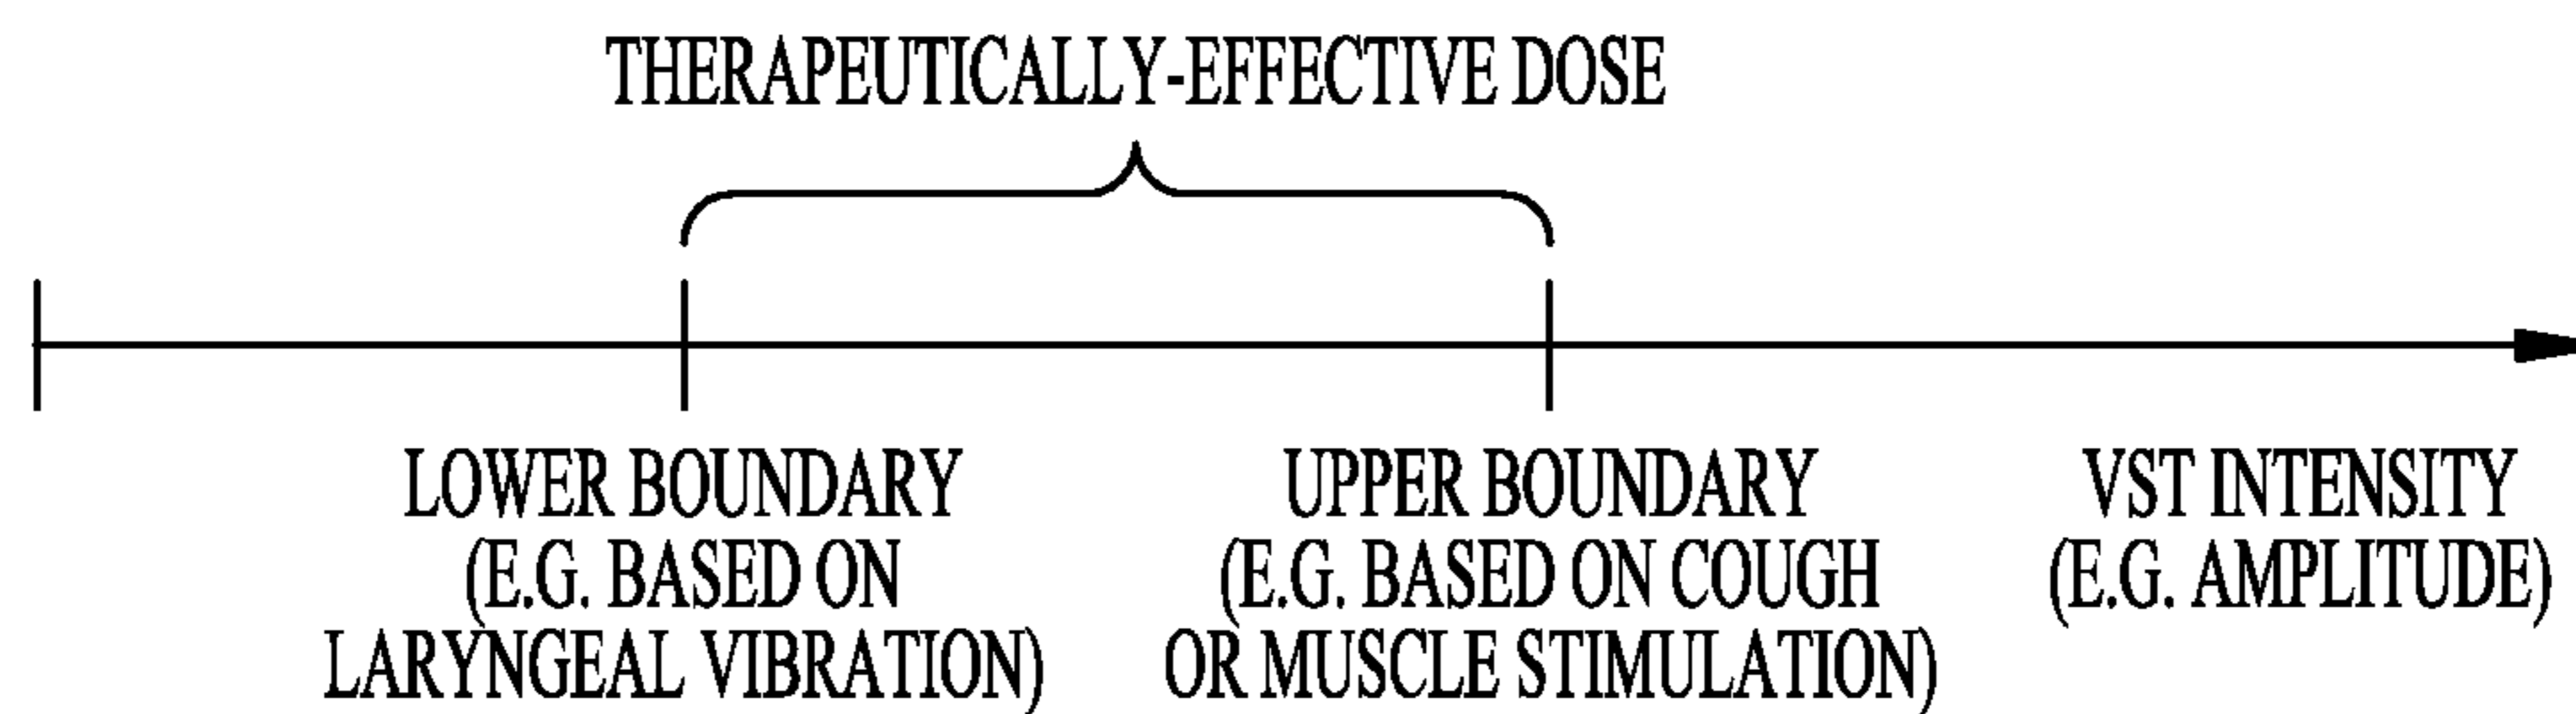 THERAPEUTICALLY-EFFECTIVE DOSE
LOWER BOUNDARY
(E.G. BASED ON
LARYNGEAL VIBRATION)
UPPER BOUNDARY
(E.G. BASED ON COUGH
OR MUSCLE STIMULATION)
VST INTENSITY
(E.G. AMPLITUDE)